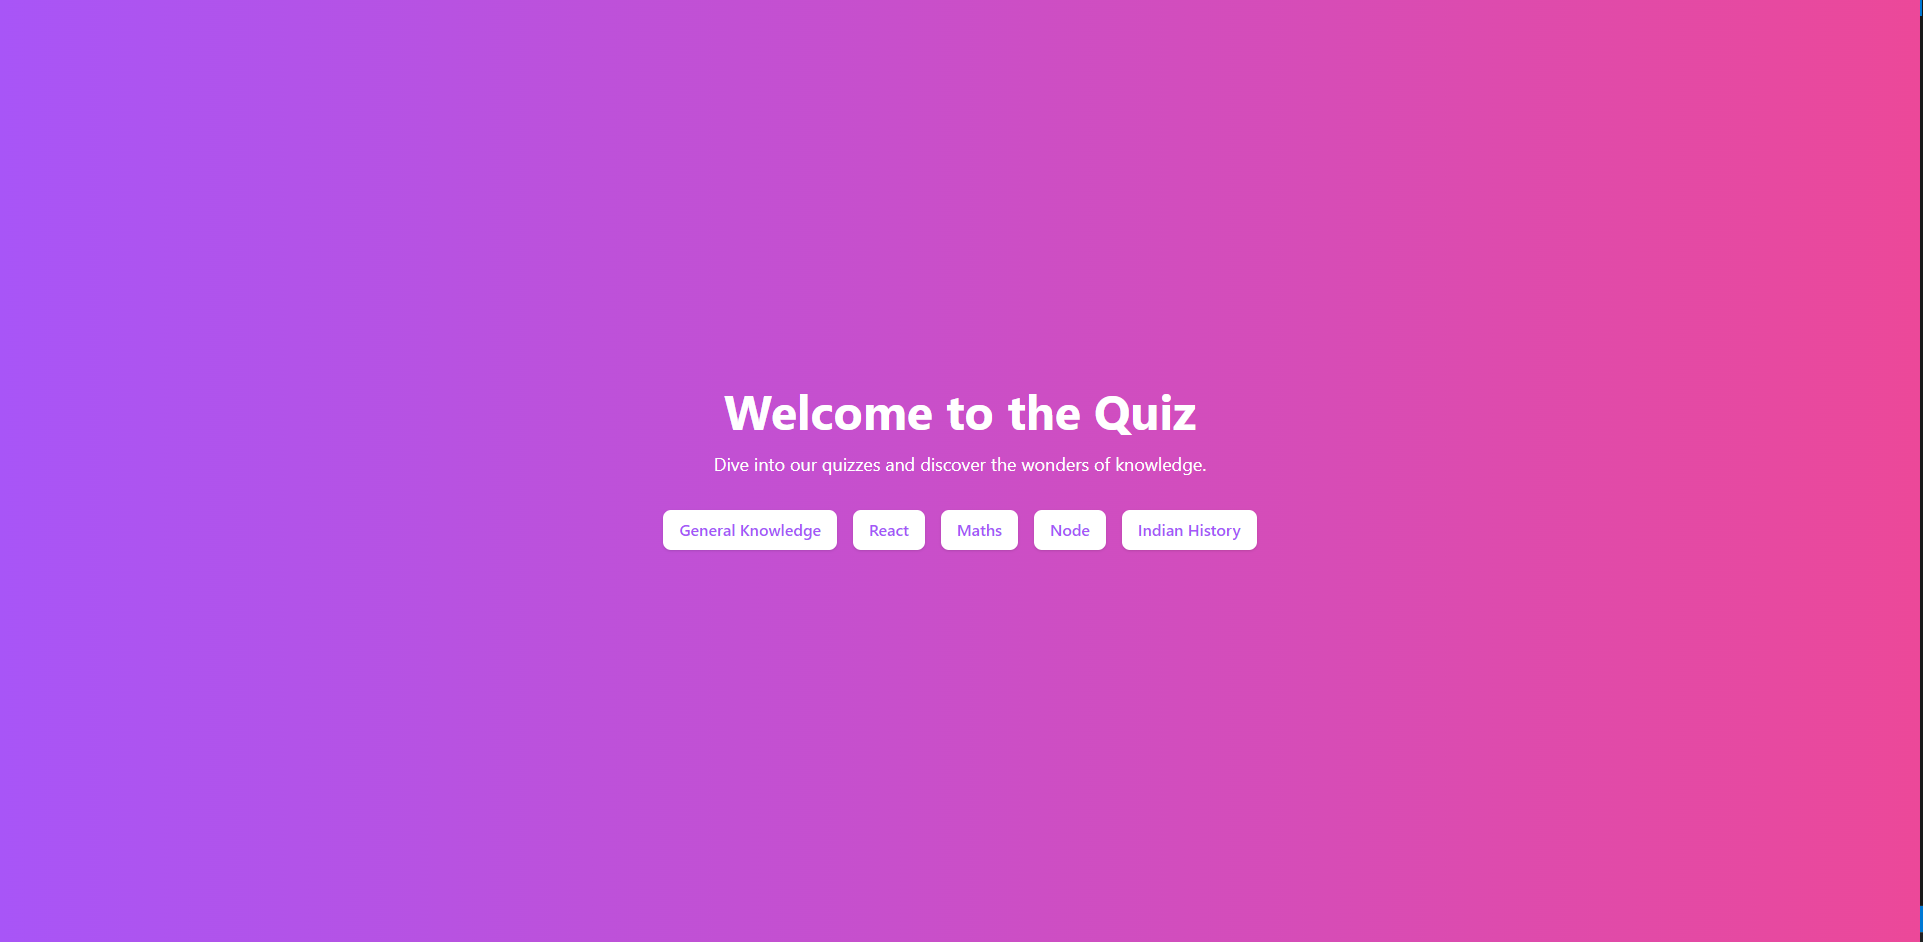 Welcome to the Quiz
Dive into our quizzes and discover the wonders of knowledge.
General Knowledge React Maths Node Indian History